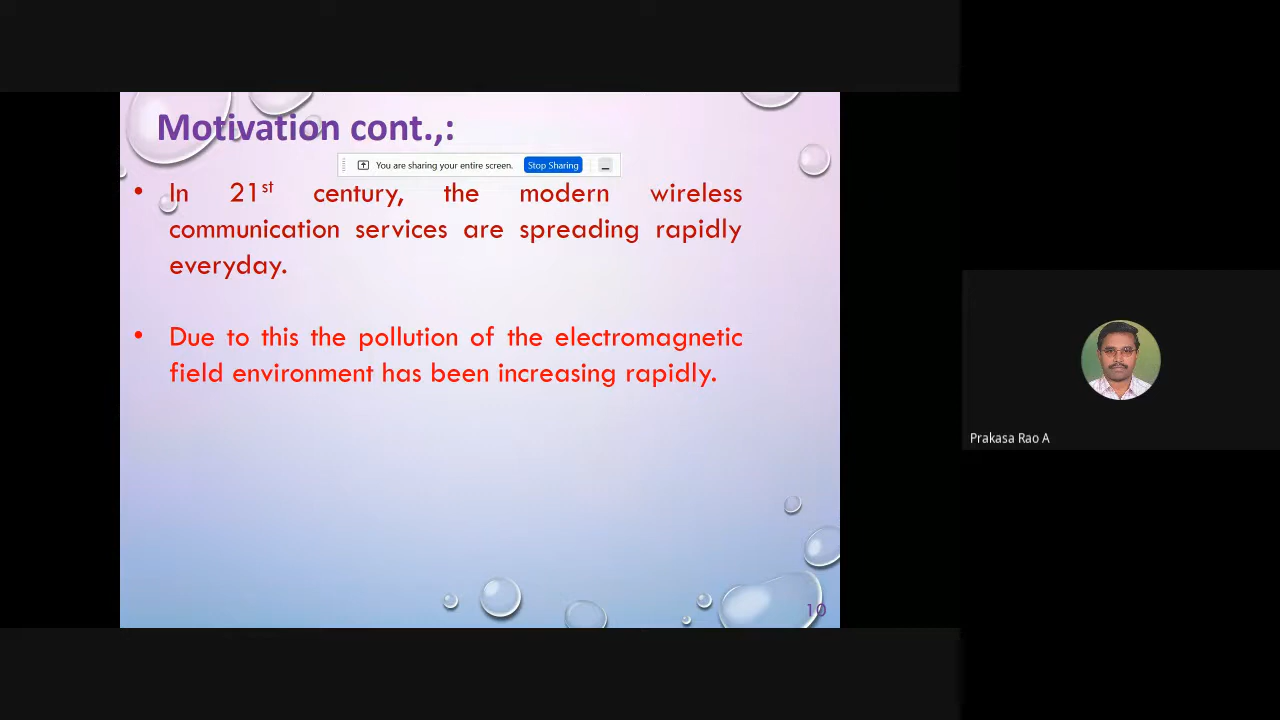 Motivation cont.,:
You are sharing your entire screen. Stop Sharing
• In 21st century, the modern wireless
communication services are spreading rapidly
everyday.
• Due to this the pollution of the electromagnetic
field environment has been increasing rapidly.
Prakasa Rao A
10